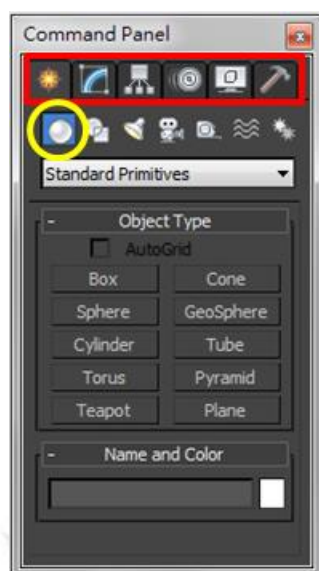 Command Panel
Standard Primitives
- Object Type
AutoGrid
Box Cone
Sphere GeoSphere
Cylinder Tube
Torus Pyramid
Teapot Plane
- Name and Color